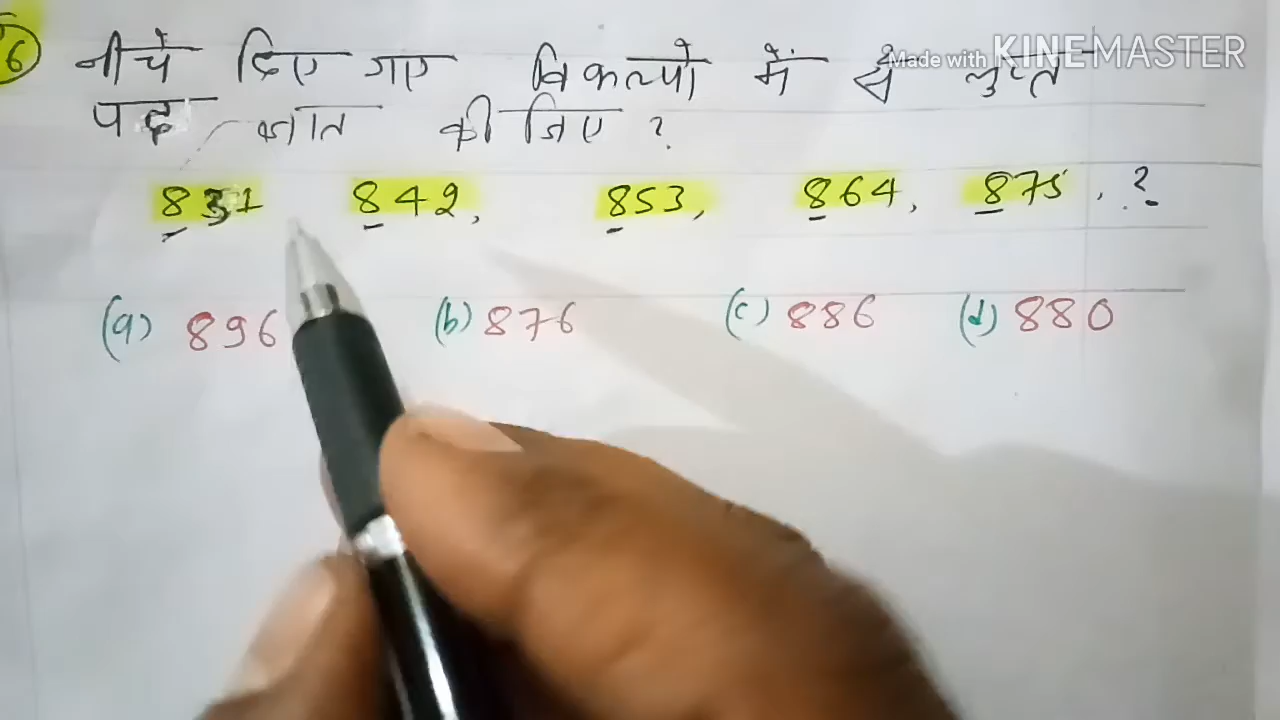 Made with KINEMASTER
6 नीचे दिए गए विकल्पो में से लुप्त
पद ज्ञात कीजिए ?
831 842, 853, 864, 875, ?
(a) 896 (b) 876 (c) 886 (d) 880